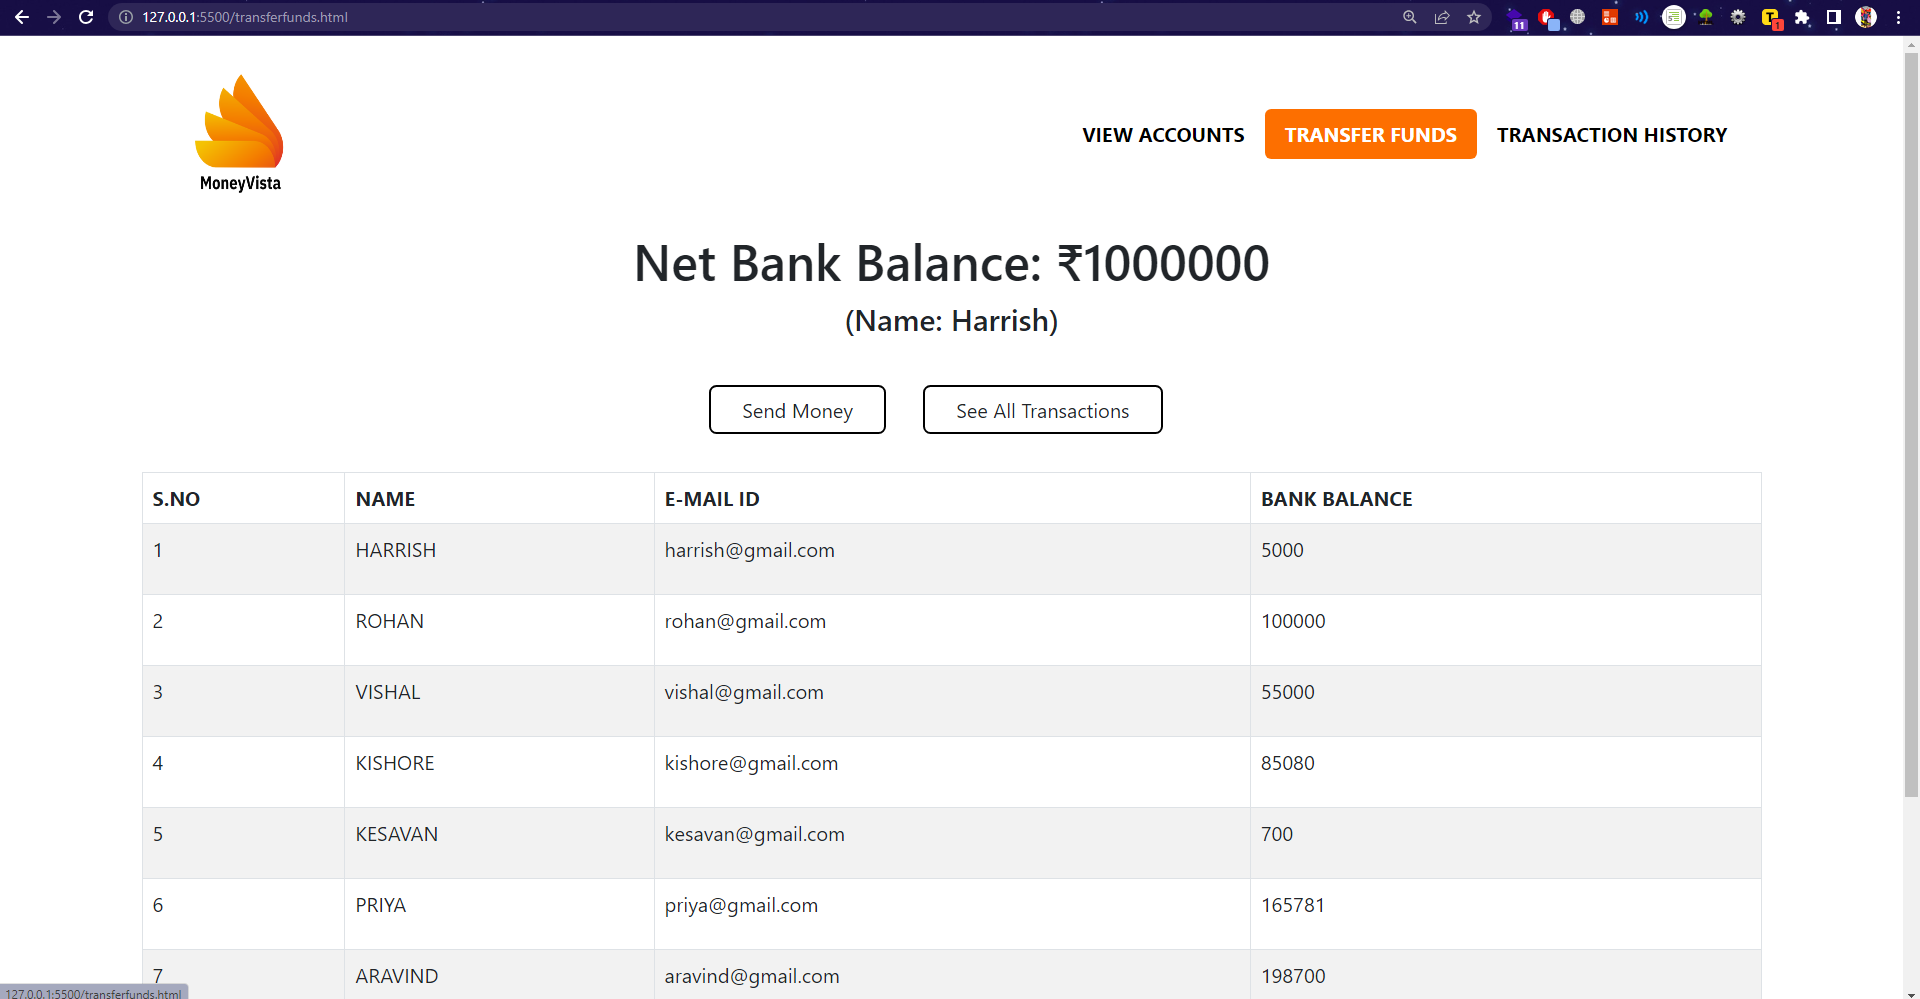 127.0.0.1:5500/transferfunds.html
11
1
MoneyVista
VIEW ACCOUNTS TRANSFER FUNDS TRANSACTION HISTORY
Net Bank Balance: ₹1000000
(Name: Harrish)
Send Money See All Transactions
S.NO NAME E-MAIL ID BANK BALANCE
1 HARRISH harrish@gmail.com 5000
2 ROHAN rohan@gmail.com 100000
3 VISHAL vishal@gmail.com 55000
4 KISHORE kishore@gmail.com 85080
5 KESAVAN kesavan@gmail.com 700
6 PRIYA priya@gmail.com 165781
7 ARAVIND aravind@gmail.com 198700
127.0.0.1:5500/transferfunds.html